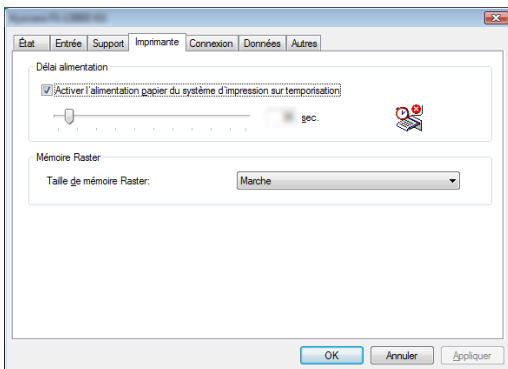 État Entrée Support Imprimante Connexion Données Autres
Délai alimentation
Activer l'alimentation papier du système d'impression sur temporisation
sec.
Mémoire Raster
Taille de mémoire Raster: Marche
OK Annuler Appliquer